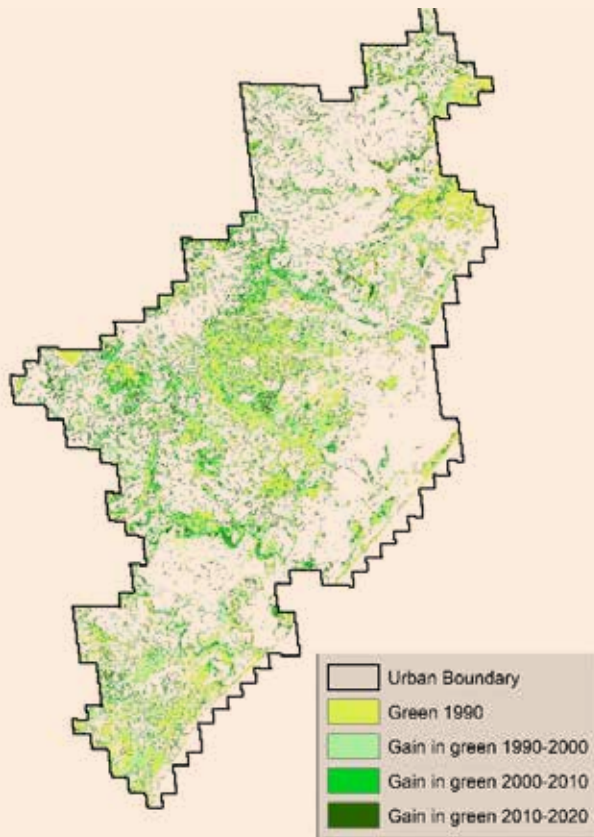 Urban Boundary
Green 1990
Gain in green 1990-2000
Gain in green 2000-2010
Gain in green 2010-2020